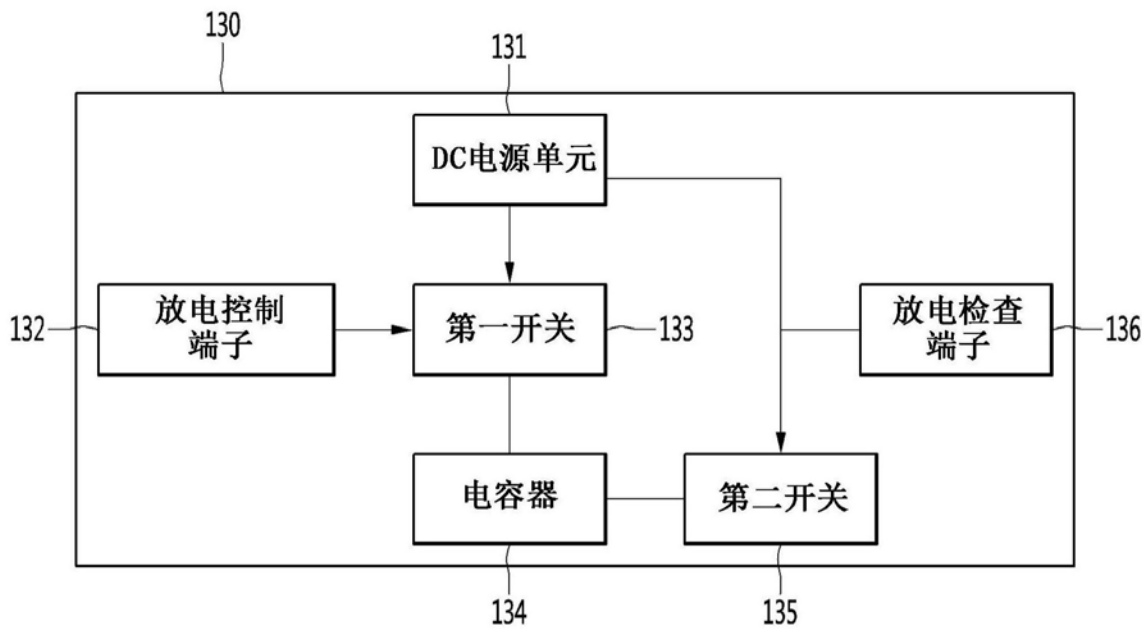 130
131
DC电源单元
放电控制
端子
132
第一开关
133
放电检查
端子
136
电容器
第二开关
134
135